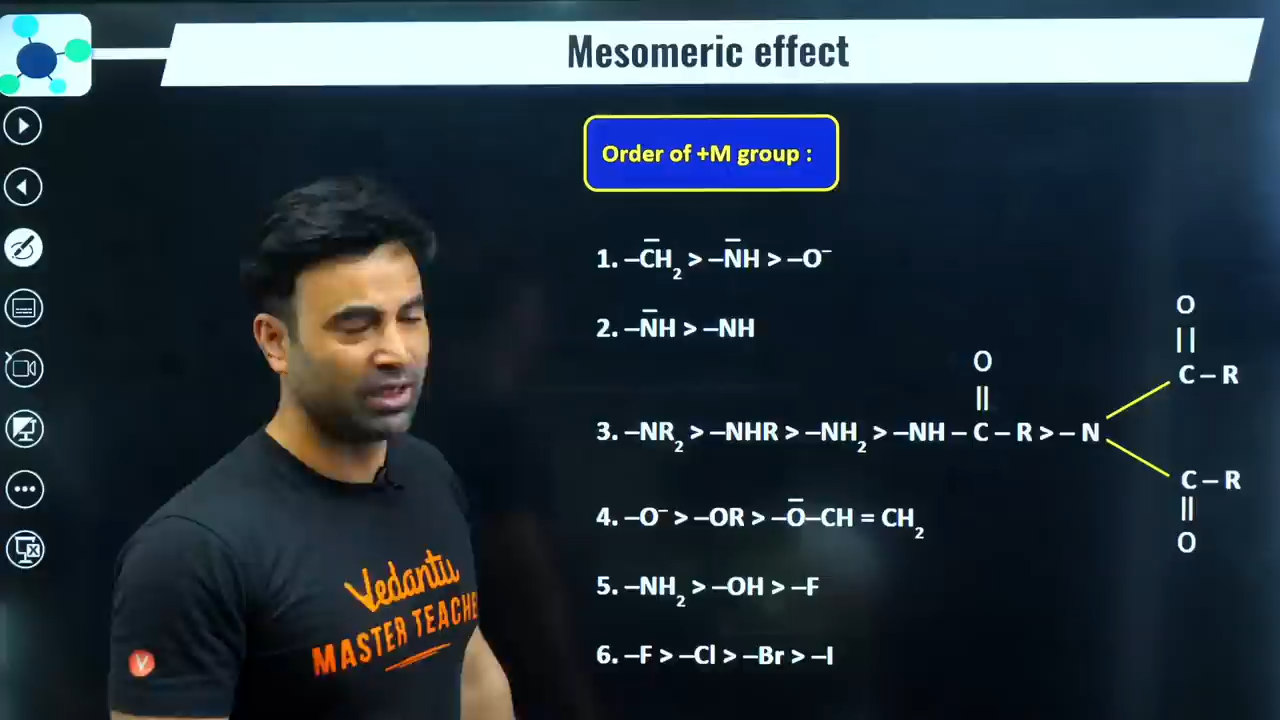 Mesomeric effect
Order of +M group :
1. –C̅H₂ > –N̅H > –O⁻
2. –N̅H > –NH
O
||
C – R
O
||
3. –NR₂ > –NHR > –NH₂ > –NH – C – R > – N
C – R
||
O
4. –O⁻ > –OR > –O̅–CH = CH₂
5. –NH₂ > –OH > –F
6. –F > –Cl > –Br > –I
Vedantu
MASTER TEACHE
V